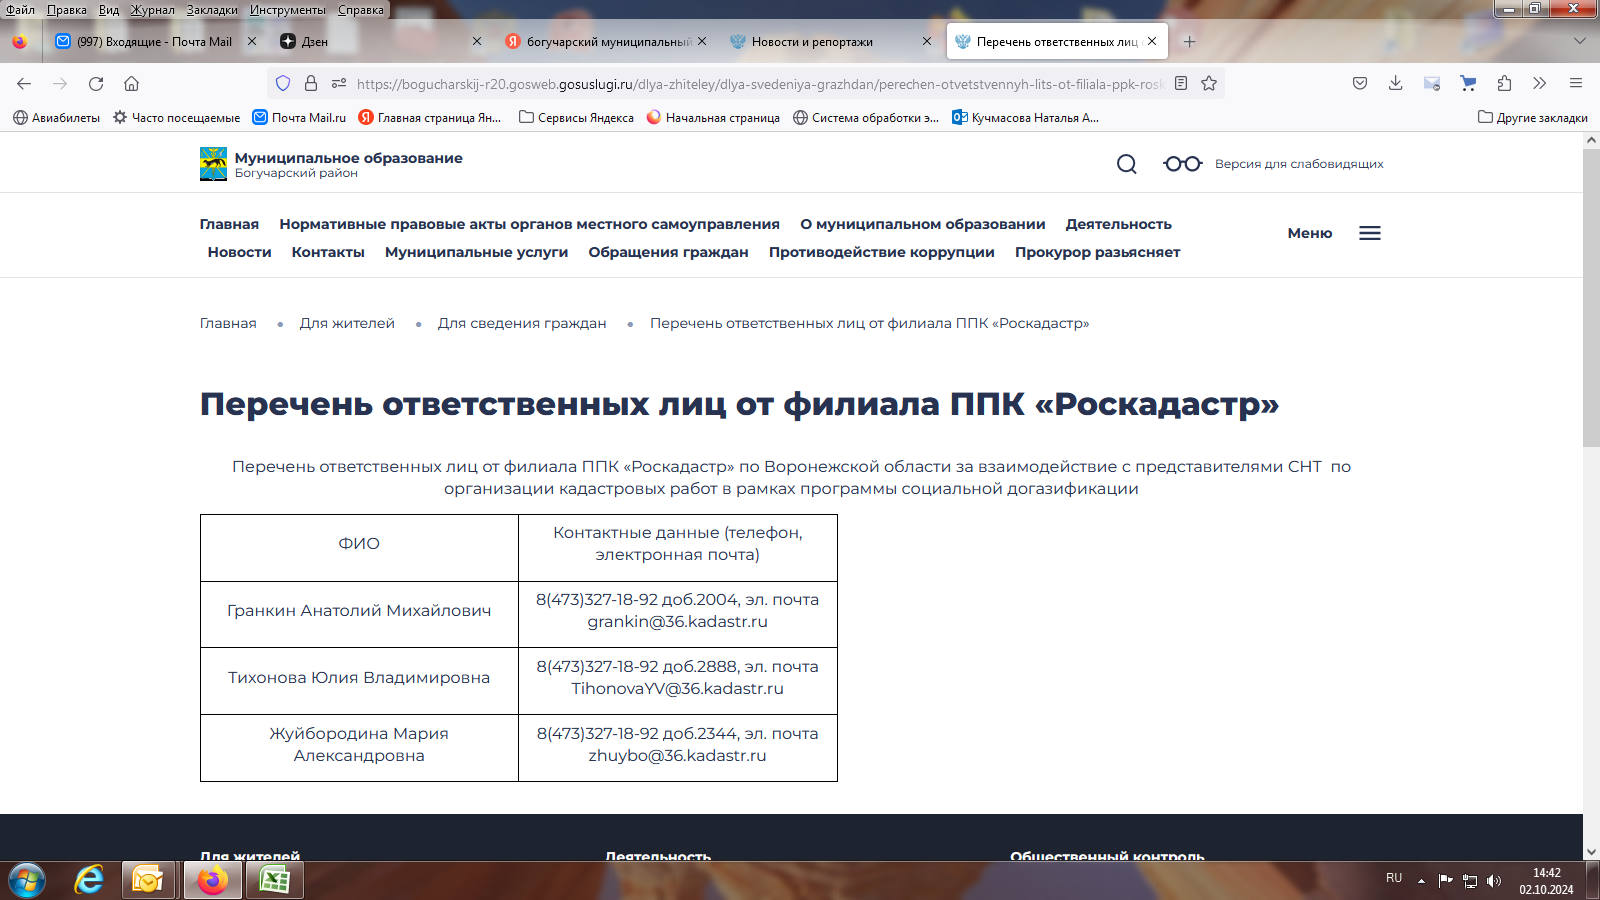 Файл Правка Вид Журнал Закладки Инструменты Справка
(997) Входящие - Почта Mail
Дзен
богучарский муниципальный
Новости и репортажи
Перечень ответственных лиц
https://bogucharskij-r20.gosweb.gosuslugi.ru/dlya-zhiteley/dlya-svedeniya-grazhdan/perechen-otvetstvennyh-lits-ot-filiala-ppk-rosk
Авиабилеты Часто посещаемые Почта Mail.ru Главная страница Ян... Сервисы Яндекса Начальная страница Система обработки э... Кучмасова Наталья А... Другие закладки
Муниципальное образование
Богучарский район
Версия для слабовидящих
Главная Нормативные правовые акты органов местного самоуправления О муниципальном образовании Деятельность
Новости Контакты Муниципальные услуги Обращения граждан Противодействие коррупции Прокурор разьясняет
Меню
Главная • Для жителей • Для сведения граждан • Перечень ответственных лиц от филиала ППК «Роскадастр»
Перечень ответственных лиц от филиала ППК «Роскадастр»
Перечень ответственных лиц от филиала ППК «Роскадастр» по Воронежской области за взаимодействие с представителями СНТ по
организации кадастровых работ в рамках программы социальной догазификации
ФИО
Контактные данные (телефон,
электронная почта)
Гранкин Анатолий Михайлович
8(473)327-18-92 доб.2004, эл. почта
grankin@36.kadastr.ru
Тихонова Юлия Владимировна
8(473)327-18-92 доб.2888, эл. почта
TihonovaYV@36.kadastr.ru
Жуйбородина Мария
Александровна
8(473)327-18-92 доб.2344, эл. почта
zhuybo@36.kadastr.ru
Для жителей Деятельность Общественный контроль
RU
14:42
02.10.2024